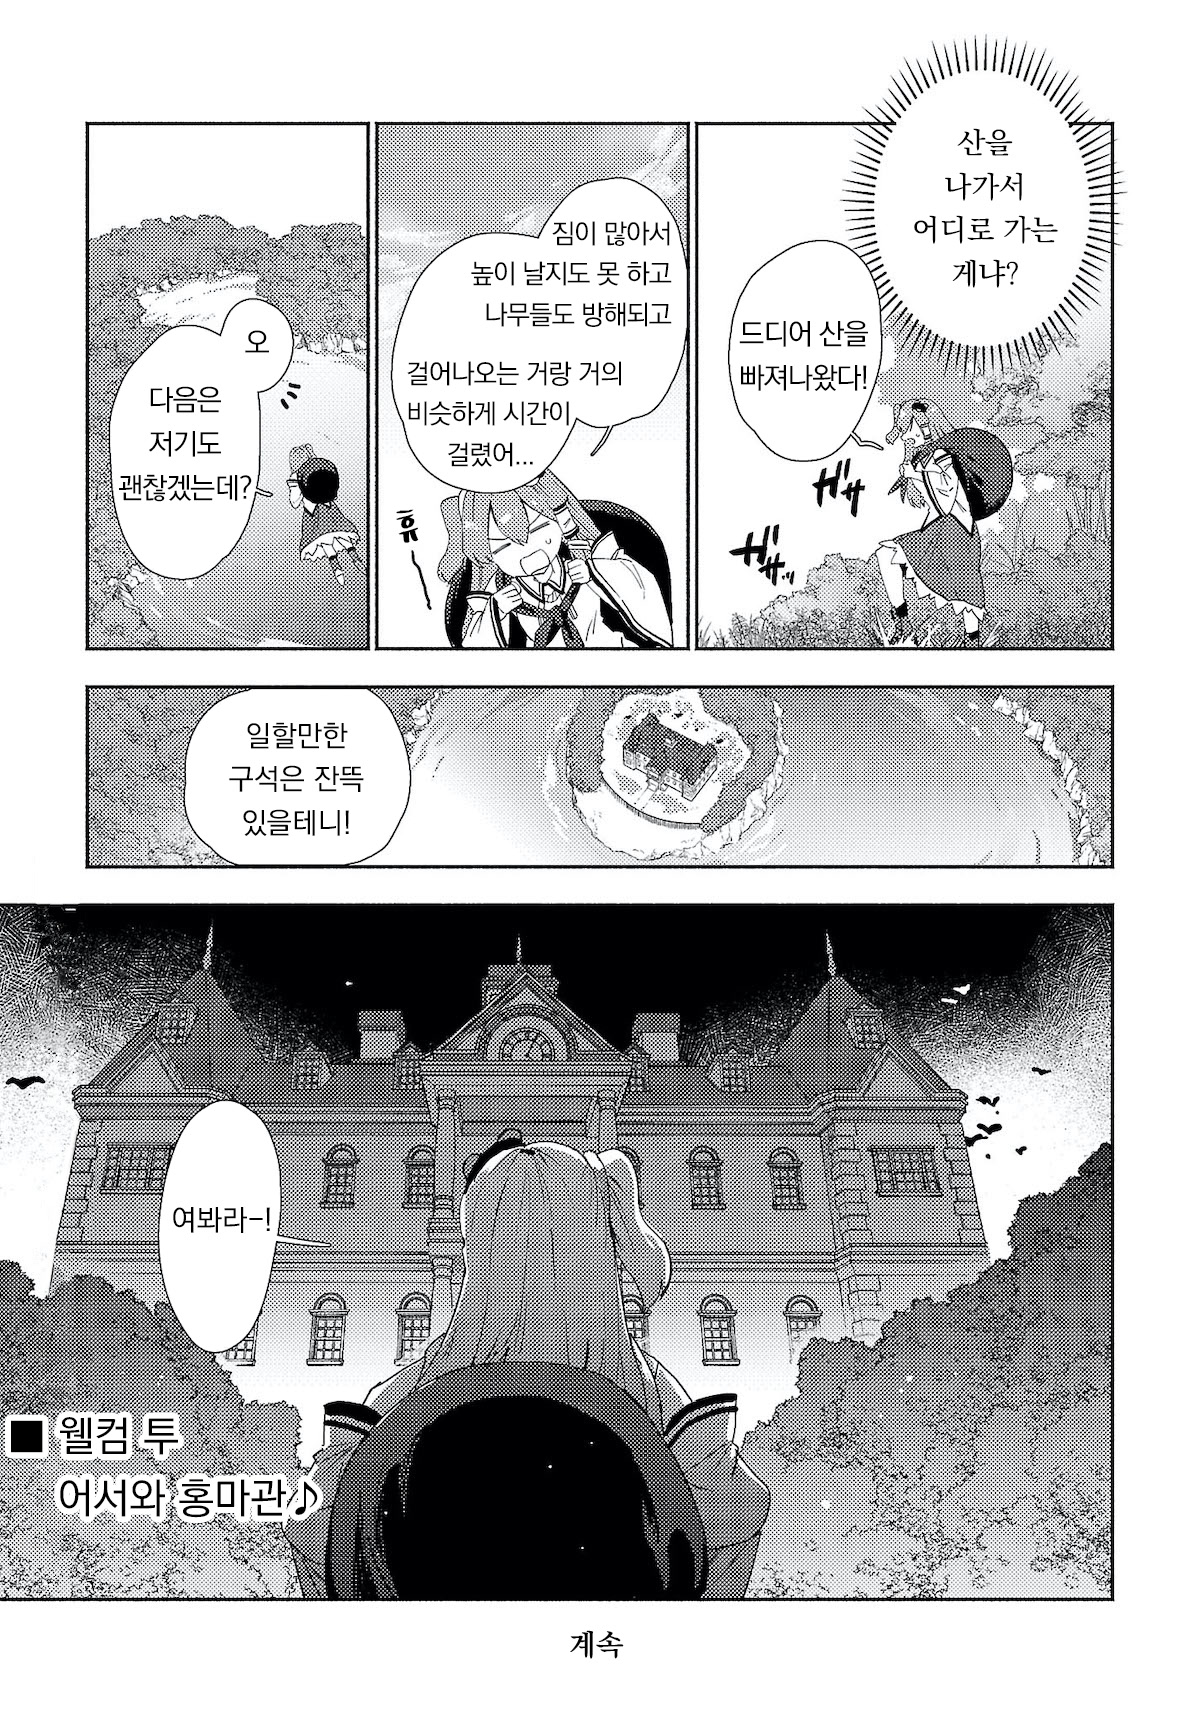 산을
나가서
어디로 가는
게냐?
드디어 산을
빠져나왔다!
ガサ
ガサッ
짐이 많아서
높이 날지도 못 하고
나무들도 방해되고
걸어나오는 거랑 거의
비슷하게 시간이
걸렸어...
휴
오
다음은
저기도
괜찮겠는데?
일할만한
구석은 잔뜩
있을테니!
여봐라-!
■ 웰컴 투
어서와 홍마관♪
계속